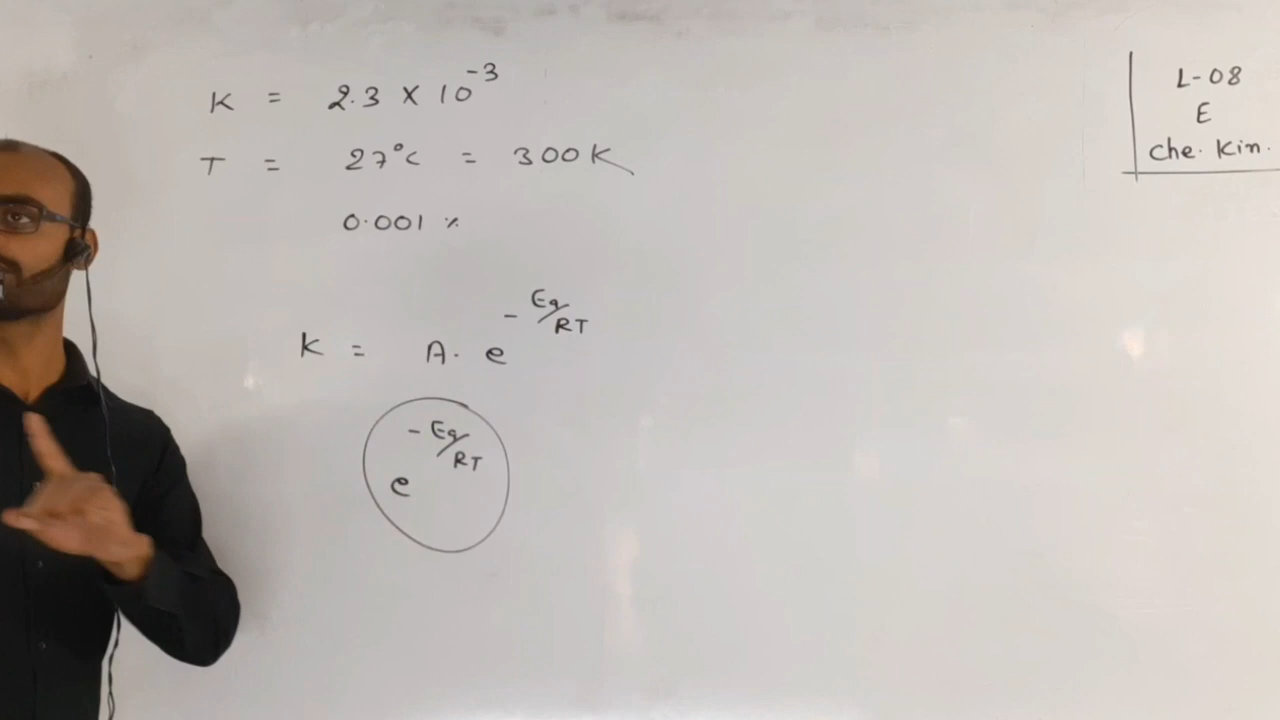 K = 2.3 X 10⁻³
T = 27°C = 300K
0.001 %
K = A. e^-Ea/RT
e^-Ea/RT
L-08
E
Che. Kin.